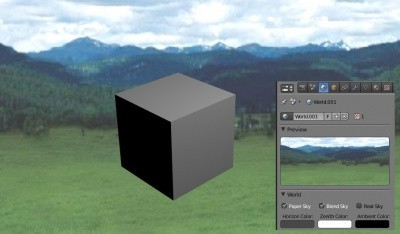 World.001
World.001
F
Preview
World
Paper Sky Blend Sky Real Sky
Horizon Color: Zenith Color: Ambient Color: